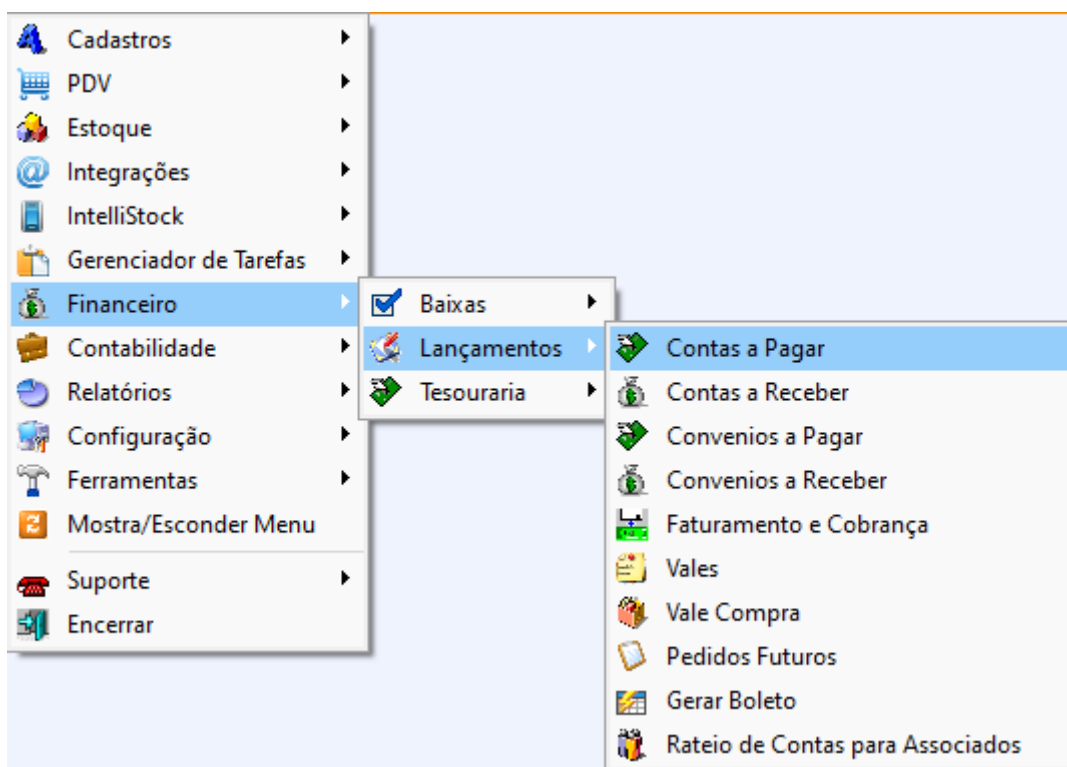 Cadastros
PDV
Estoque
Integrações
IntelliStock
Gerenciador de Tarefas
Financeiro
Contabilidade
Relatórios
Configuração
Ferramentas
Mostra/Esconder Menu
Suporte
Encerrar
Baixas
Lançamentos
Tesouraria
Contas a Pagar
Contas a Receber
Convenios a Pagar
Convenios a Receber
Faturamento e Cobrança
Vales
Vale Compra
Pedidos Futuros
Gerar Boleto
Rateio de Contas para Associados